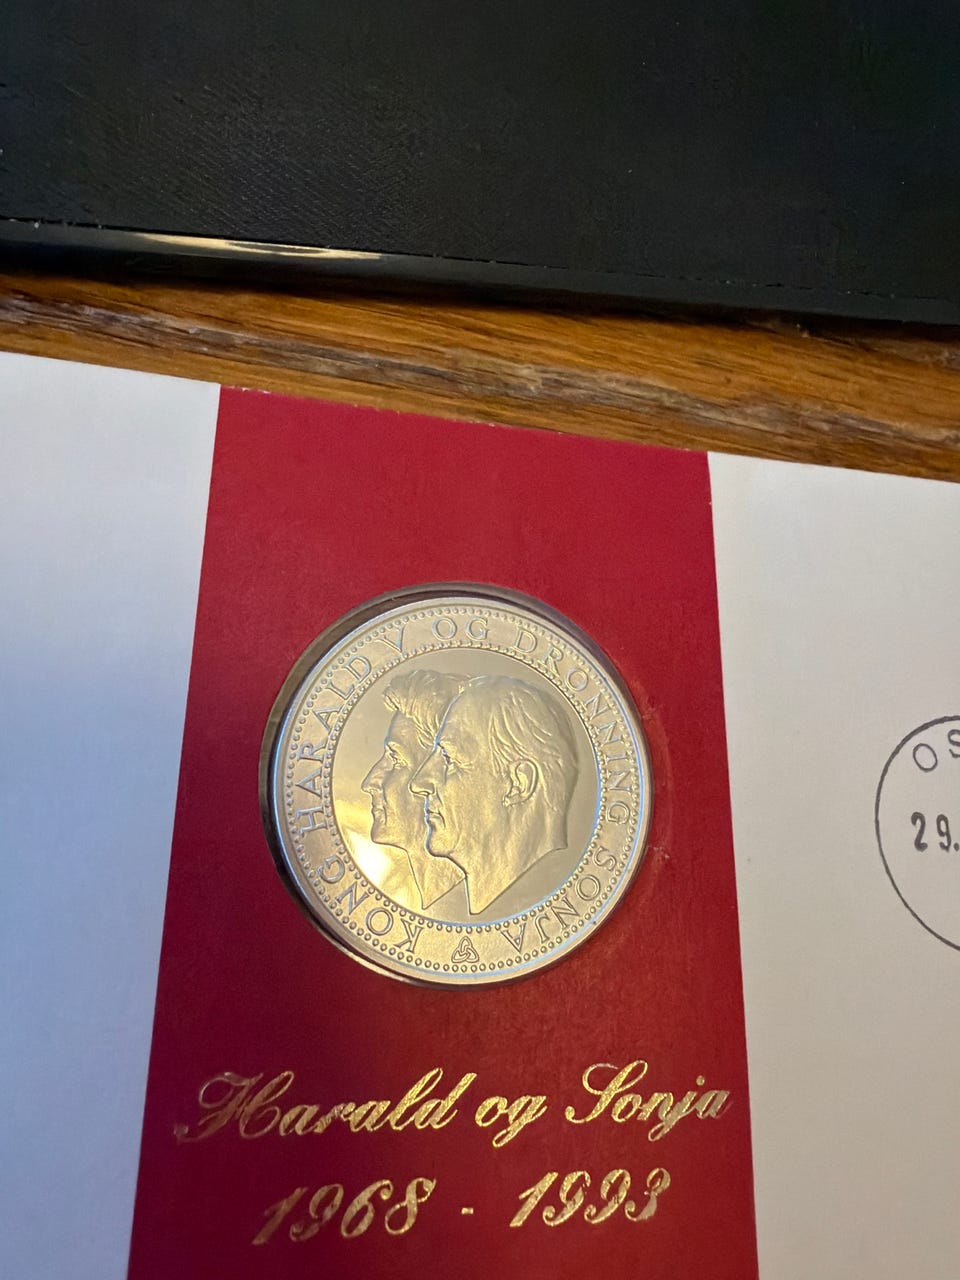 KONG HARALD V OG DRONNING SONJA
OS
29.
Harald og Sonja
1968 - 1993